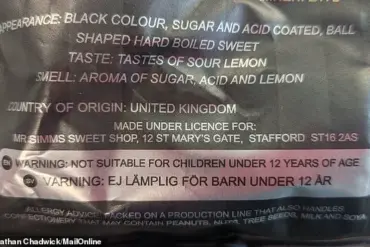 APPEARANCE: BLACK COLOUR, SUGAR AND ACID COATED, BALL
SHAPED HARD BOILED SWEET
TASTE: TASTES OF SOUR LEMON
SMELL: AROMA OF SUGAR, ACID AND LEMON
COUNTRY OF ORIGIN: UNITED KINGDOM
MADE UNDER LICENCE FOR:
MR SIMMS SWEET SHOP, 12 ST MARY'S GATE, STAFFORD ST16 2AS
WARNING: NOT SUITABLE FOR CHILDREN UNDER 12 YEARS OF AGE
VARNING: EJ LÄMPLIG FÖR BARN UNDER 12 ÅR
ALLERGY ADVICE: PACKED ON A PRODUCTION LINE THAT ALSO HANDLES
CONFECTIONERY THAT MAY CONTAIN PEANUTS, NUTS, TREE SEEDS, MILK AND SOYA
athan Chadwick/MailOnline